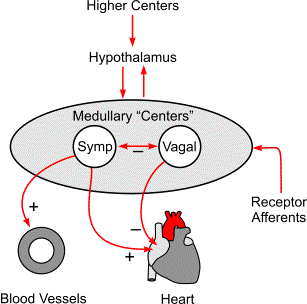 Higher Centers
Hypothalamus
Medullary “Centers”
Symp
–
Vagal
+
–
+
Receptor
Afferents
Blood Vessels
Heart